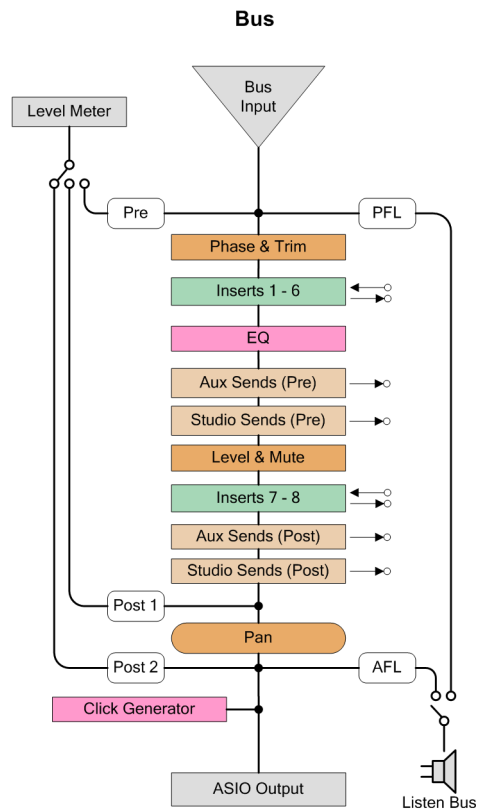 Bus
Level Meter
Bus
Input
Pre
PFL
Phase & Trim
Inserts 1 - 6
EQ
Aux Sends (Pre)
Studio Sends (Pre)
Level & Mute
Inserts 7 - 8
Aux Sends (Post)
Studio Sends (Post)
Post 1
Pan
Post 2
AFL
Click Generator
ASIO Output
Listen Bus